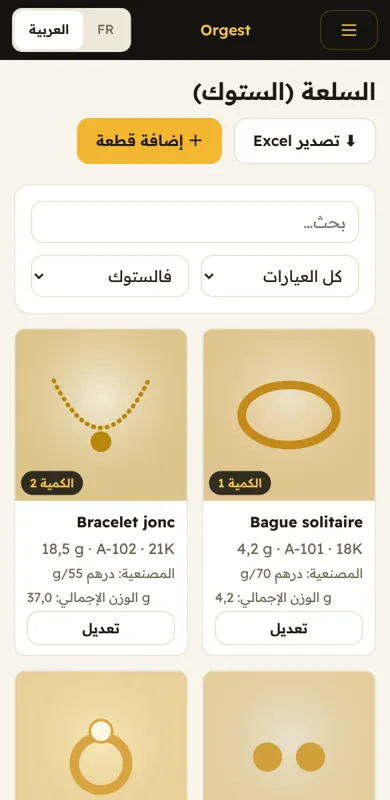 العربية FR
Orgest
السلعة (الستوك)
⬇ تصدير Excel
+ إضافة قطعة
بحث...
كل العيارات
فالستوك
الكمية 1
Bague solitaire
4,2 g · A-101 · 18K
المصنعية: درهم 70/g
الوزن الإجمالي: 4,2 g
تعديل
الكمية 2
Bracelet jonc
18,5 g · A-102 · 21K
المصنعية: درهم 55/g
الوزن الإجمالي: 37,0 g
تعديل